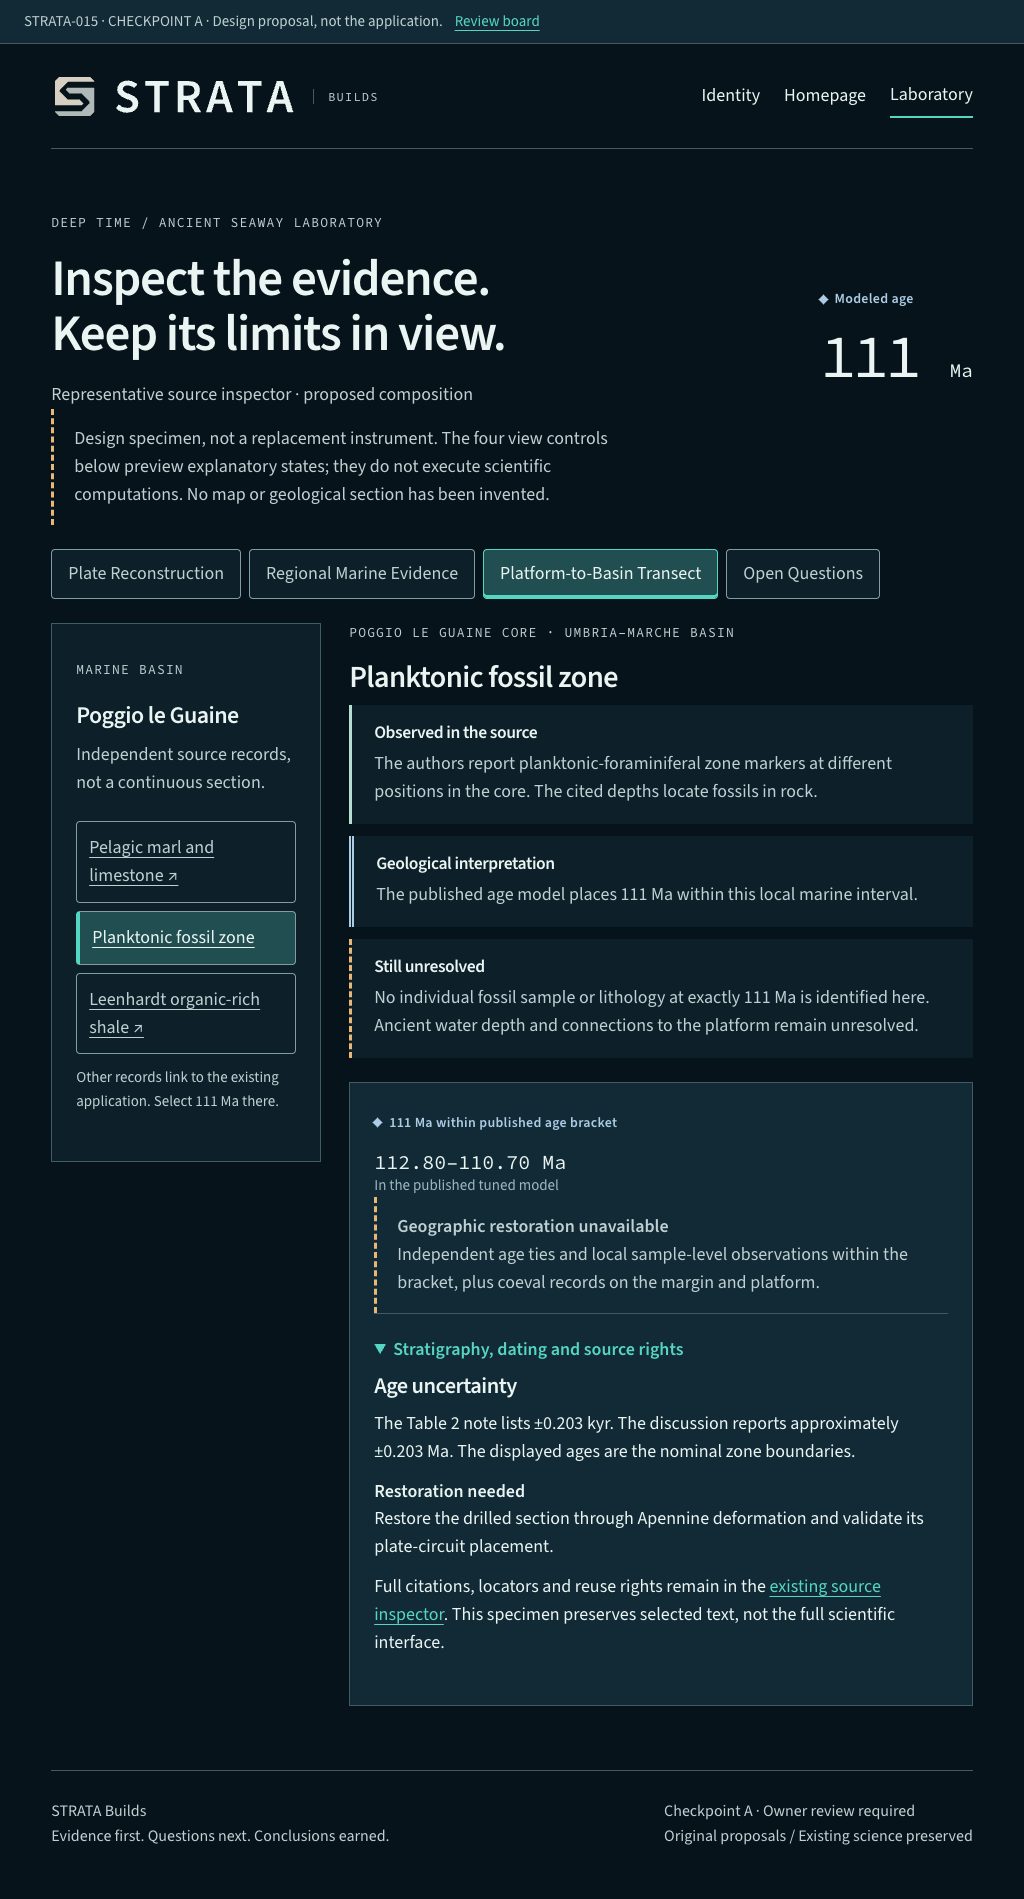 STRATA-015 · CHECKPOINT A · Design proposal, not the application. Review board
STRATA BUILDS
Identity Homepage Laboratory
DEEP TIME / ANCIENT SEAWAY LABORATORY
Inspect the evidence.
Keep its limits in view.
Representative source inspector · proposed composition
◆ Modeled age
111 Ma
Design specimen, not a replacement instrument. The four view controls
below preview explanatory states; they do not execute scientific
computations. No map or geological section has been invented.
Plate Reconstruction Regional Marine Evidence Platform-to-Basin Transect Open Questions
MARINE BASIN
Poggio le Guaine
Independent source records,
not a continuous section.
Pelagic marl and
limestone ↗
Planktonic fossil zone
Leenhardt organic-rich
shale ↗
Other records link to the existing
application. Select 111 Ma there.
POGGIO LE GUAINE CORE · UMBRIA–MARCHE BASIN
Planktonic fossil zone
Observed in the source
The authors report planktonic-foraminiferal zone markers at different
positions in the core. The cited depths locate fossils in rock.
Geological interpretation
The published age model places 111 Ma within this local marine interval.
Still unresolved
No individual fossil sample or lithology at exactly 111 Ma is identified here.
Ancient water depth and connections to the platform remain unresolved.
◆ 111 Ma within published age bracket
112.80–110.70 Ma
In the published tuned model
Geographic restoration unavailable
Independent age ties and local sample-level observations within the
bracket, plus coeval records on the margin and platform.
▼ Stratigraphy, dating and source rights
Age uncertainty
The Table 2 note lists ±0.203 kyr. The discussion reports approximately
±0.203 Ma. The displayed ages are the nominal zone boundaries.
Restoration needed
Restore the drilled section through Apennine deformation and validate its
plate-circuit placement.
Full citations, locators and reuse rights remain in the existing source
inspector. This specimen preserves selected text, not the full scientific
interface.
STRATA Builds
Evidence first. Questions next. Conclusions earned.
Checkpoint A · Owner review required
Original proposals / Existing science preserved